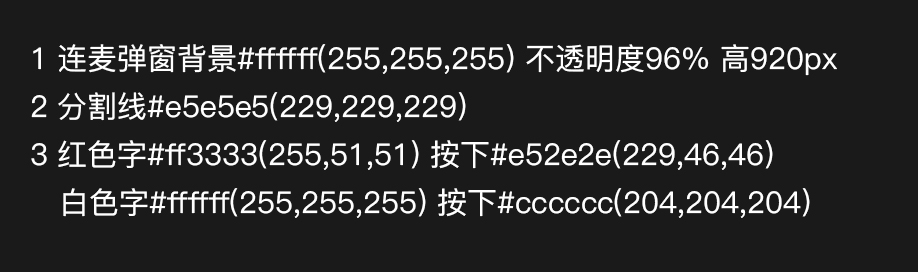 1 连麦弹窗背景#ffffff(255,255,255) 不透明度96% 高920px
2 分割线#e5e5e5(229,229,229)
3 红色字#ff3333(255,51,51) 按下#e52e2e(229,46,46)
白色字#ffffff(255,255,255) 按下#cccccc(204,204,204)